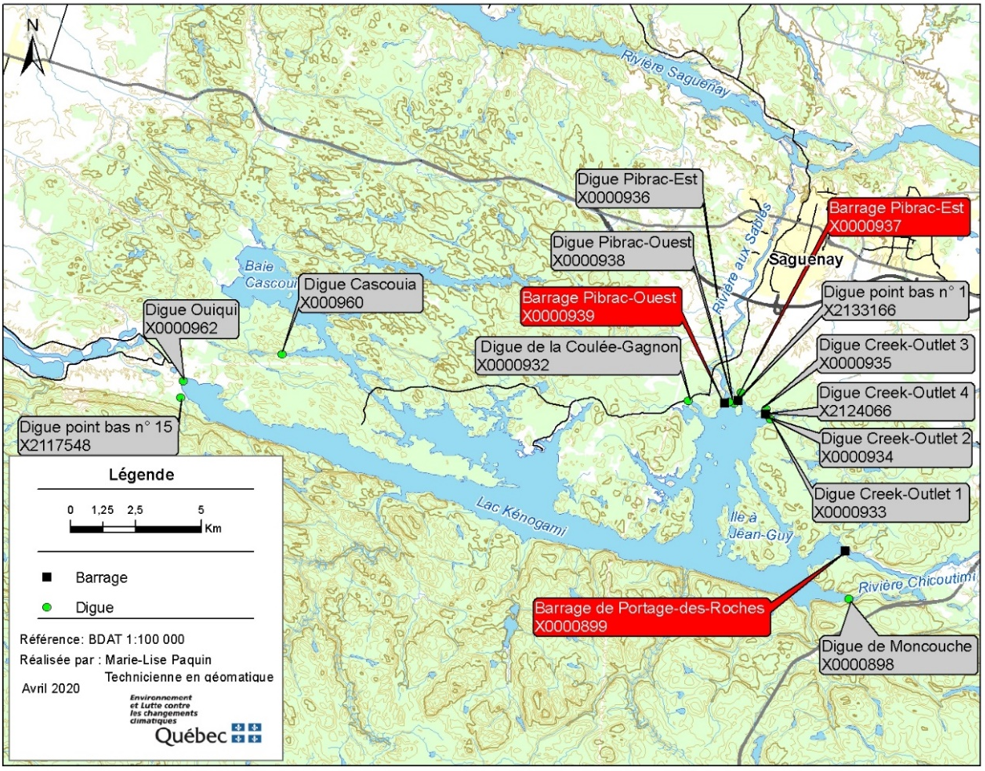 N
Rivière Saguenay
Digue Pibrac-Est
X0000936
Barrage Pibrac-Est
X0000937
Digue Pibrac-Ouest
X0000938
Rivière aux Sables
Saguenay
Baie
Cascoui
Digue Cascouia
X000960
Digue point bas n° 1
X2133166
Barrage Pibrac-Ouest
X0000939
Digue Ouiqui
X0000962
Digue de la Coulée-Gagnon
X0000932
Digue Creek-Outlet 3
X0000935
Digue Creek-Outlet 4
X2124066
Digue point bas n° 15
X2117548
Digue Creek-Outlet 2
X0000934
Digue Creek-Outlet 1
X0000933
Lac Kénogami
Ile à
Jean-Guy
Rivière Chicoutimi
Barrage de Portage-des-Roches
X0000899
Digue de Moncouche
X0000898
Légende
0 1,25 2,5 5
Km
Barrage
Digue
Référence: BDAT 1:100 000
Réalisée par : Marie-Lise Paquin
Technicienne en géomatique
Avril 2020
Environnement
et Lutte contre
les changements
climatiques
Québec